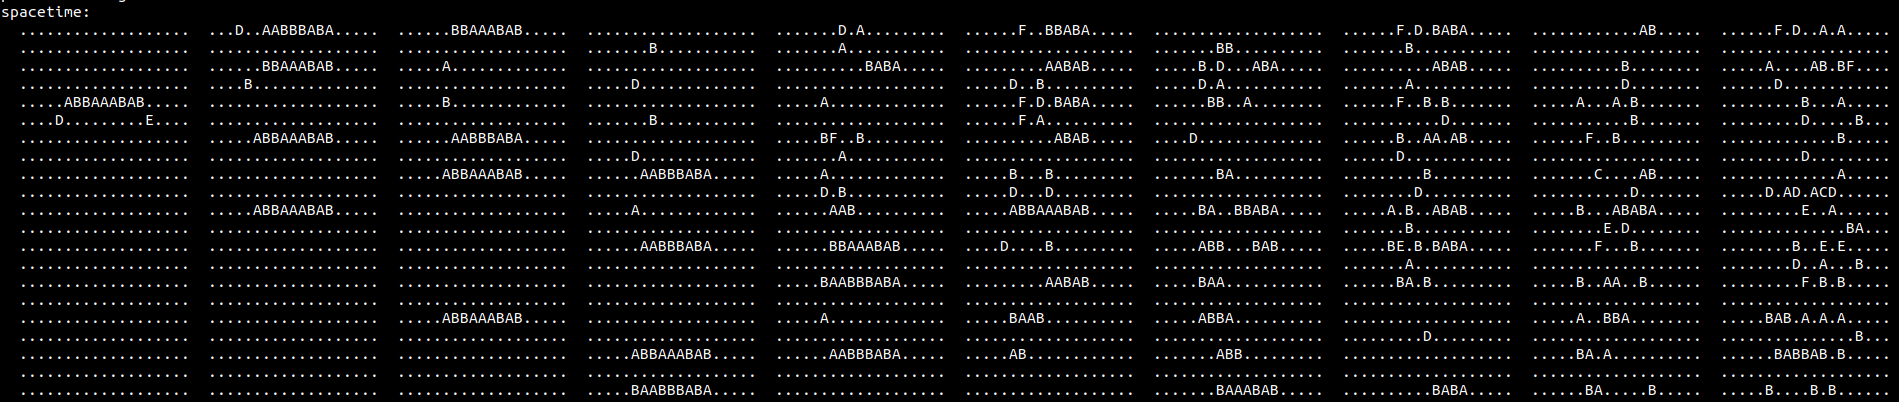 spacetime:
...................  ...D..AABBBABA.....  ......BBAAABAB.....  ...................  .......D.A.........  ......F..BBABA.....  ...................  ......F.D.BABA.....  ............AB.....  ......F.D..A.A.....
...................  ...................  ...................  .......B...........  .......A...........  ...................  .......BB..........  .......B...........  ...................  ...................
...................  ......BBAAABAB.....  .....A.............  ...................  ..........BABA.....  .........AABAB.....  .....B.D...ABA.....  ..........ABAB.....  ..........B........  .....A....AB.BF....
...................  ....B..............  ...................  .....D.............  ...................  .....D..B..........  .....D.A...........  .......A...........  ..........D........  ......D............
.....ABBAAABAB.....  ...................  .....B.............  ...................  .....A.............  ......F.D.BABA.....  ......BB..A........  ......F..B.B.......  .....A...A.B.......  .........B...A.....
....D.........E....  ...................  ...................  .......B...........  ...................  ......F.A..........  ...................  ...........D.......  ...........B.......  .........D.....B...
...................  .....ABBAAABAB.....  ......AABBBABA.....  ...................  .....BF..B.........  ..........ABAB.....  ....D..............  ......B..AA.AB.....  ......F..B.........  .............B.....
...................  ...................  ...................  .....D.............  .......A...........  ...................  ...................  ......D............  ...................  .........D.........
...................  ...................  .....ABBAAABAB.....  ......AABBBABA.....  .....A.............  .....B...B.........  .......BA..........  .........B.........  .......C....AB.....  .............A.....
...................  ...................  ...................  ...................  .....D.B...........  .....D...D.........  ...................  ........D..........  ...........D.......  .....D.AD.ACD......
...................  .....ABBAAABAB.....  ...................  .....A.............  ......AAB..........  .....ABBAAABAB.....  .....BA..BBABA.....  .....A.B..ABAB.....  .....B...ABABA.....  .........E..A......
...................  ...................  ...................  ...................  ...................  ...................  ...................  .......B...........  ........E.D........  ..............BA...
...................  ...................  ...................  ......AABBBABA.....  ......BBAAABAB.....  ....D....B.........  .....ABB...BAB.....  .....BE.B.BABA.....  .......F...B.......  ........B..E.E.....
...................  ...................  ...................  ...................  ...................  ...................  ...................  .......A...........  ...................  ........D..A...B...
...................  ...................  ...................  ...................  .....BAABBBABA.....  .........AABAB.....  .....BAA...........  ......BA.B.........  .....B..AA..B......  .........F.B.B.....
...................  ...................  ...................  ...................  ...................  ...................  ...................  ...................  ...................  ...................
...................  ...................  .....ABBAAABAB.....  ...................  .....A.............  .....BAAB..........  .....ABBA..........  ...................  .....A..BBA........  .....BAB.A.A.A.....
...................  ...................  ...................  ...................  ...................  ...................  ...................  .........D.........  ...................  ...............B...
...................  ...................  ...................  .....ABBAAABAB.....  ......AABBBABA.....  .....AB............  .......ABB.........  ...................  .....BA.A..........  ......BABBAB.B.....
...................  ...................  ...................  ...................  ...................  ...................  ...................  ...................  ...................  ...................
...................  ...................  ...................  .....BAABBBABA.....  ...................  ...................  .......BAAABAB.....  ..........BABA.....  ......BA.....B.....  .....B....B.B......